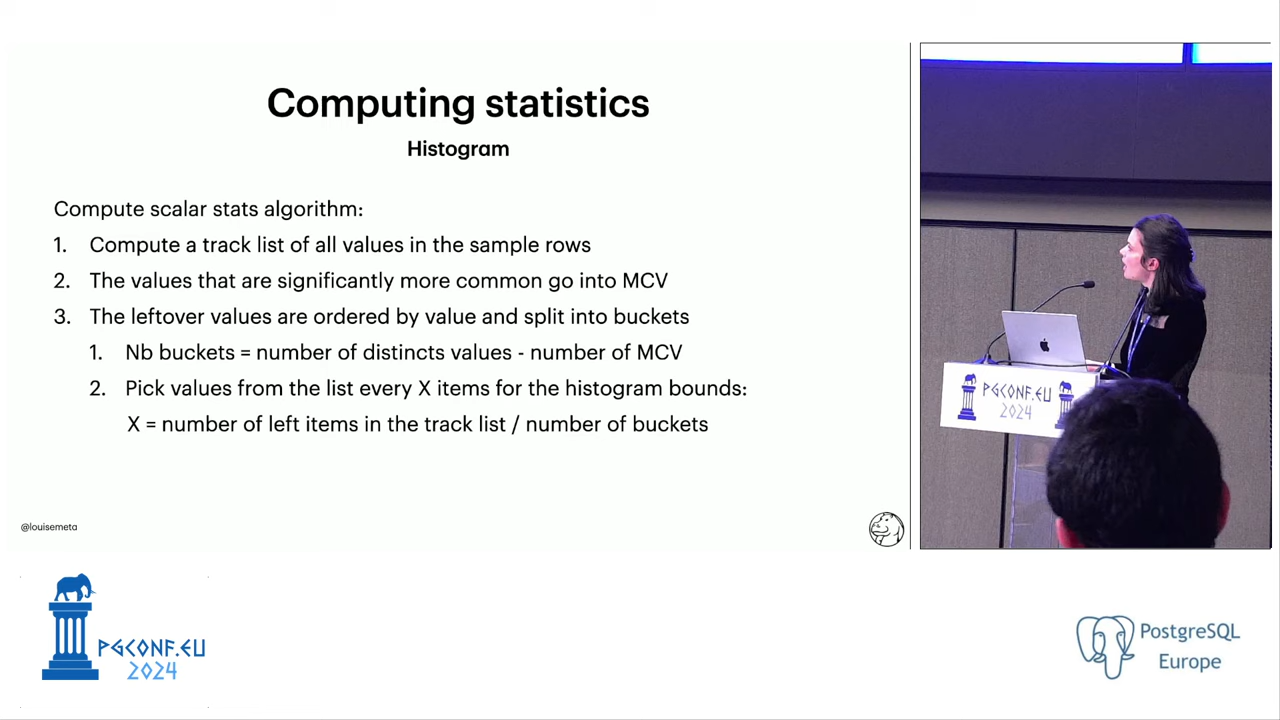 Computing statistics
Histogram
Compute scalar stats algorithm:
1. Compute a track list of all values in the sample rows
2. The values that are significantly more common go into MCV
3. The leftover values are ordered by value and split into buckets
1. Nb buckets = number of distincts values - number of MCV
2. Pick values from the list every X items for the histogram bounds:
X = number of left items in the track list / number of buckets
@louisemeta
PGCONF.EU
2024
PGCONF.EU
2024
PostgreSQL
Europe